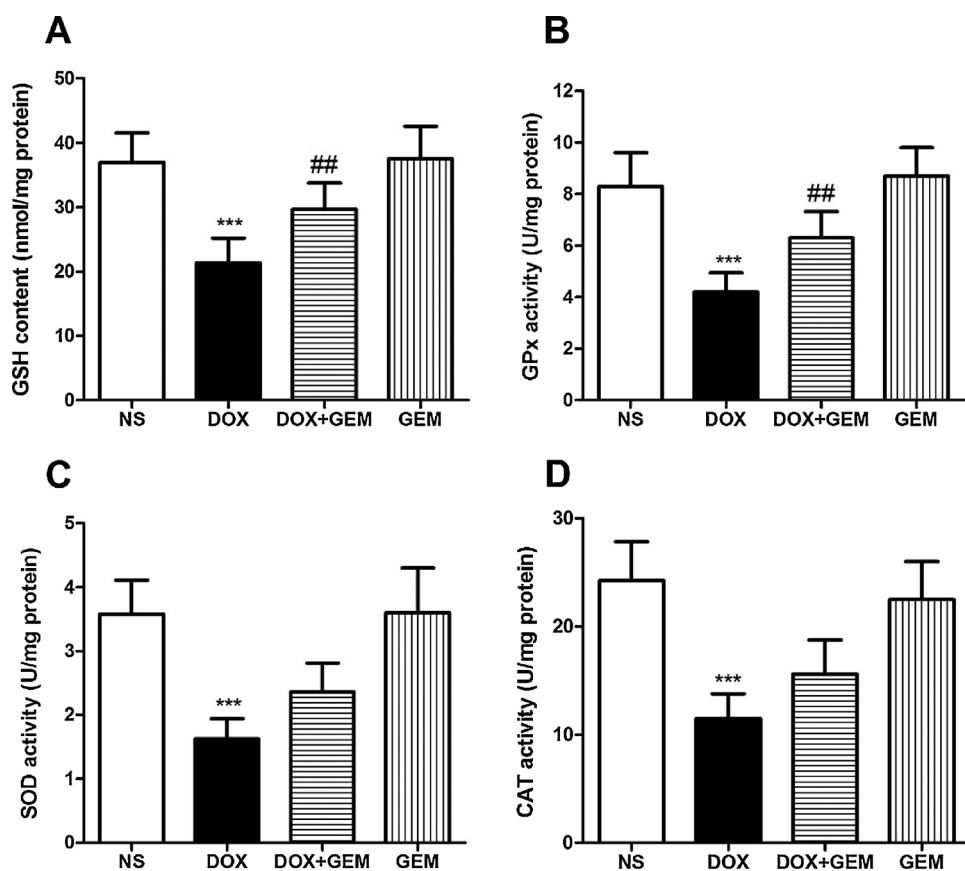 A
GSH content (nmol/mg protein)
50
40
30
20
10
0
***
##
NS DOX DOX+GEM GEM
B
GPx activity (U/mg protein)
12
10
8
6
4
2
0
***
##
NS DOX DOX+GEM GEM
C
SOD activity (U/mg protein)
5
4
3
2
1
0
***
NS DOX DOX+GEM GEM
D
CAT activity (U/mg protein)
30
20
10
0
***
NS DOX DOX+GEM GEM